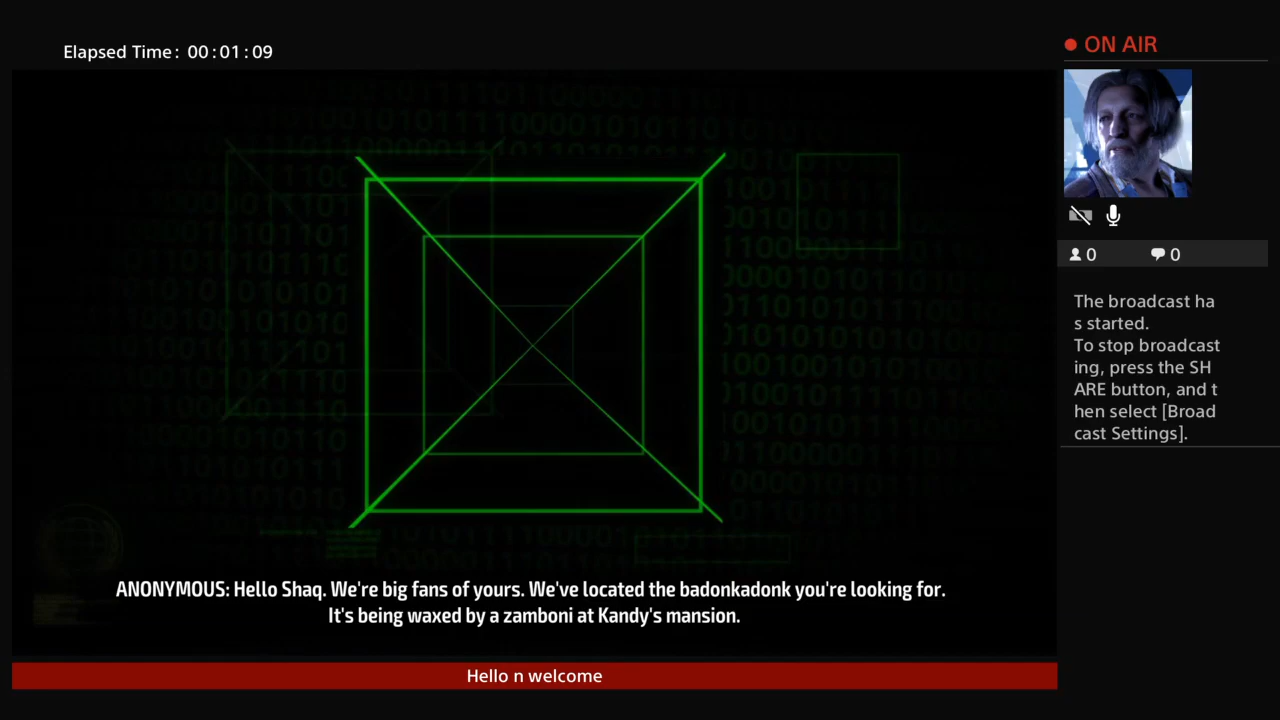 Elapsed Time: 00:01:09
ON AIR
0 0
The broadcast ha
s started.
To stop broadcast
ing, press the SH
ARE button, and t
hen select [Broad
cast Settings].
ANONYMOUS: Hello Shaq. We're big fans of yours. We've located the badonkadonk you're looking for.
It's being waxed by a zamboni at Kandy's mansion.
Hello n welcome